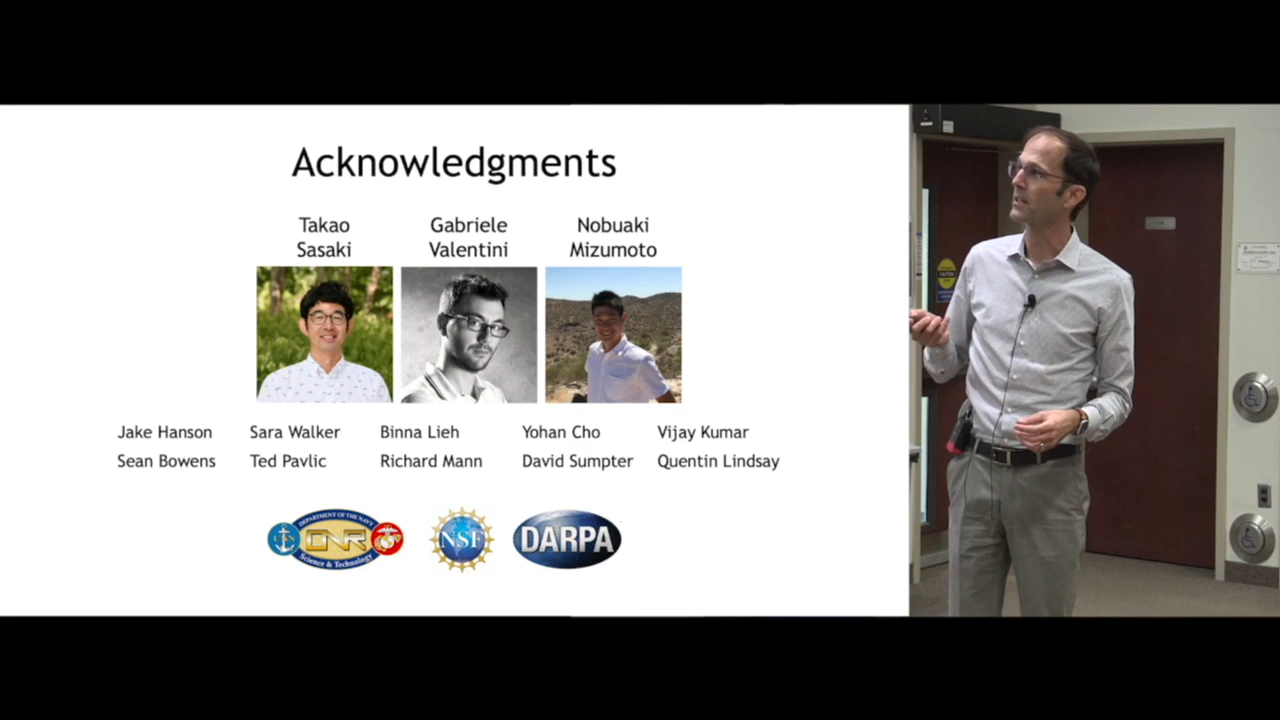 Acknowledgments
Takao
Sasaki
Gabriele
Valentini
Nobuaki
Mizumoto
Jake Hanson
Sara Walker
Binna Lieh
Yohan Cho
Vijay Kumar
Sean Bowens
Ted Pavlic
Richard Mann
David Sumpter
Quentin Lindsay
DEPARTMENT OF THE NAVY
ONR
Science & Technology
NSF
DARPA
CAUTION